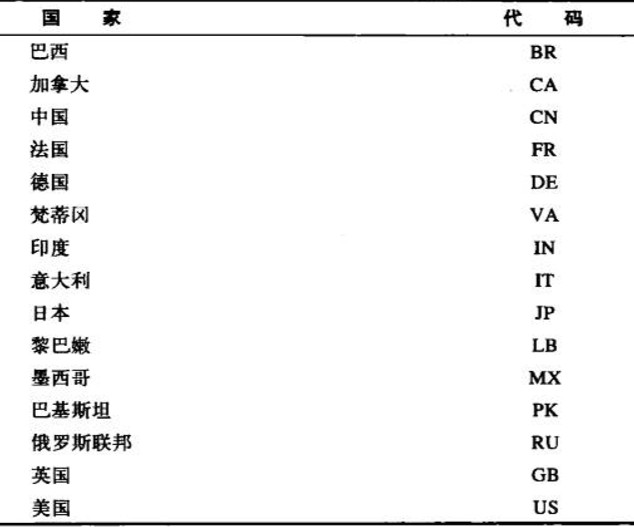 国 家 代 码
巴西 BR
加拿大 CA
中国 CN
法国 FR
德国 DE
梵蒂冈 VA
印度 IN
意大利 IT
日本 JP
黎巴嫩 LB
墨西哥 MX
巴基斯坦 PK
俄罗斯联邦 RU
英国 GB
美国 US